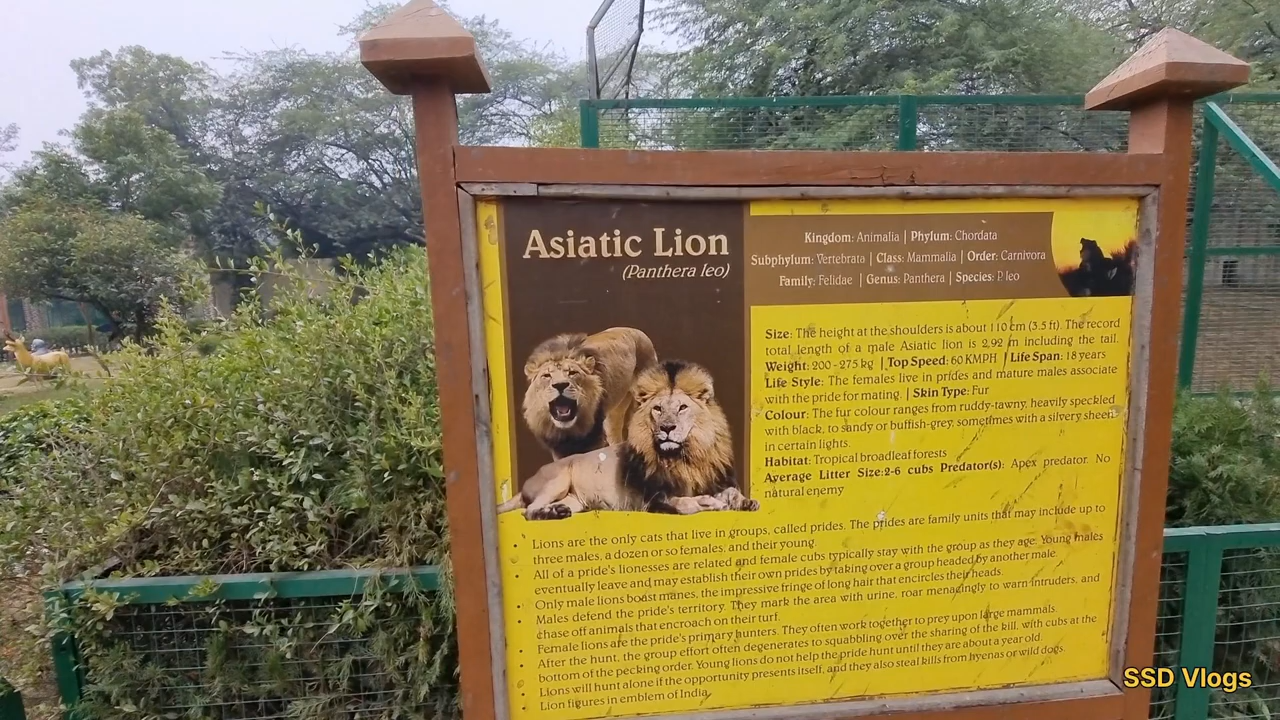 Asiatic Lion
(Panthera leo)
Kingdom: Animalia | Phylum: Chordata
Subphylum: Vertebrata | Class: Mammalia | Order: Carnivora
Family: Felidae | Genus: Panthera | Species: P. leo
Size: The height at the shoulders is about 110 cm (3.5 ft). The record
total length of a male Asiatic lion is 2.92 m including the tail.
Weight: 200-275 kg | Top Speed: 60 KMPH | Life Span: 18 years
Life Style: The females live in prides and mature males associate
with the pride for mating. | Skin Type: Fur
Colour: The fur colour ranges from ruddy-tawny, heavily speckled
with black, to sandy or buffish-grey, sometimes with a silvery sheen
in certain lights.
Habitat: Tropical broadleaf forests
Average Litter Size:2-6 cubs Predator(s): Apex predator. No
natural enemy
• Lions are the only cats that live in groups, called prides. The prides are family units that may include up to
three males, a dozen or so females, and their young.
• All of a pride's lionesses are related and female cubs typically stay with the group as they age. Young males
eventually leave and may establish their own prides by taking over a group headed by another male.
• Only male lions boast manes, the impressive fringe of long hair that encircles their heads.
• Males defend the pride's territory. They mark the area with urine, roar menacingly to warn intruders, and
chase off animals that encroach on their turf.
• Female lions are the pride's primary hunters. They often work together to prey upon large mammals.
• After the hunt, the group effort often degenerates to squabbling over the sharing of the kill, with cubs at the
bottom of the pecking order. Young lions do not help the pride hunt until they are about a year old.
• Lions will hunt alone if the opportunity presents itself, and they also steal kills from hyenas or wild dogs.
• Lion figures in emblem of India.
SSD Vlogs